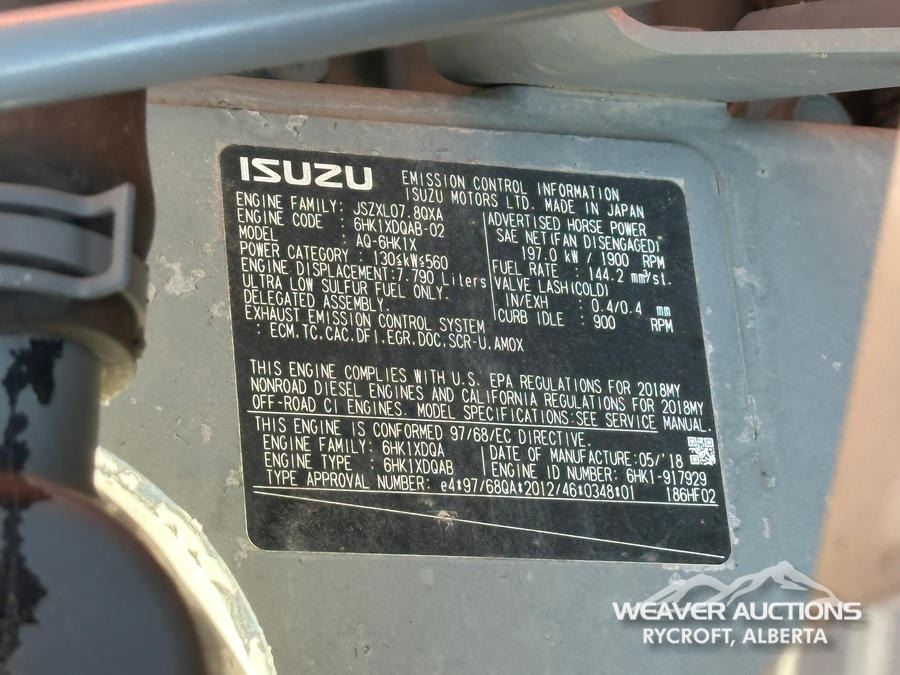 ISUZU EMISSION CONTROL INFORMATION
ISUZU MOTORS LTD. MADE IN JAPAN
ENGINE FAMILY: JSZXL07.8OXA
ENGINE CODE : 6HK1XDQAB-02
MODEL : AQ-6HK1X
POWER CATEGORY : 130≤kW≤560
ENGINE DISPLACEMENT:7.790 Liters
ULTRA LOW SULFUR FUEL ONLY.
DELEGATED ASSEMBLY.
EXHAUST EMISSION CONTROL SYSTEM
: ECM,TC,CAC,DFI,EGR,DOC,SCR-U,AMOX
ADVERTISED HORSE POWER
SAE NET(FAN DISENGAGED)
197.0 kW / 1900 RPM
FUEL RATE : 144.2 mm³/st.
VALVE LASH(COLD)
IN/EXH : 0.4/0.4 mm
CURB IDLE : 900 RPM
THIS ENGINE COMPLIES WITH U.S. EPA REGULATIONS FOR 2018MY
NONROAD DIESEL ENGINES AND CALIFORNIA REGULATIONS FOR 2018MY
OFF-ROAD CI ENGINES. MODEL SPECIFICATIONS:SEE SERVICE MANUAL.
THIS ENGINE IS CONFORMED 97/68/EC DIRECTIVE.
ENGINE FAMILY: 6HK1XDQA
ENGINE TYPE : 6HK1XDQAB
DATE OF MANUFACTURE:05/'18
ENGINE ID NUMBER: 6HK1-917929
TYPE APPROVAL NUMBER: e4*97/68QA*2012/46*0348*01 186HF02
WEAVER AUCTIONS
RYCROFT, ALBERTA